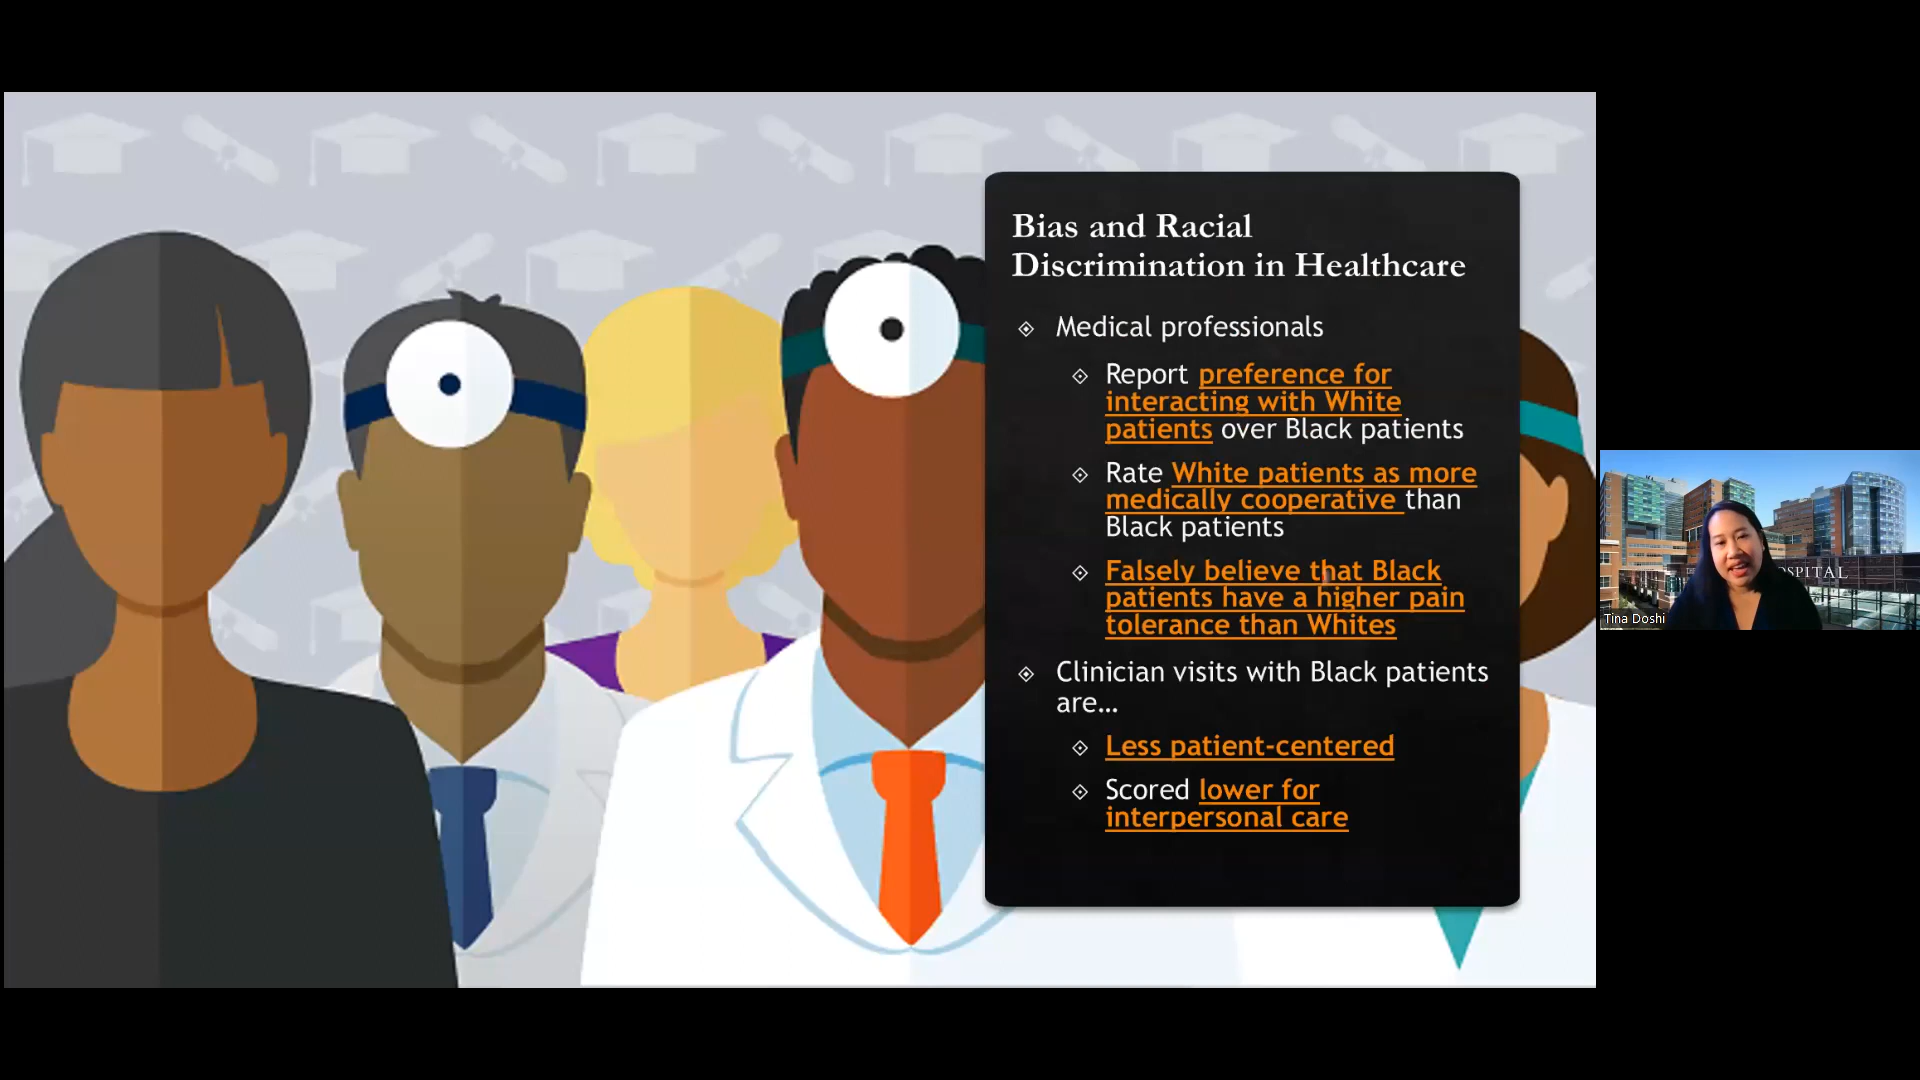 Bias and Racial
Discrimination in Healthcare
Medical professionals
Report preference for
interacting with White
patients over Black patients
Rate White patients as more
medically cooperative than
Black patients
Falsely believe that Black
patients have a higher pain
tolerance than Whites
Clinician visits with Black patients
are...
Less patient-centered
Scored lower for
interpersonal care
Tina Doshi